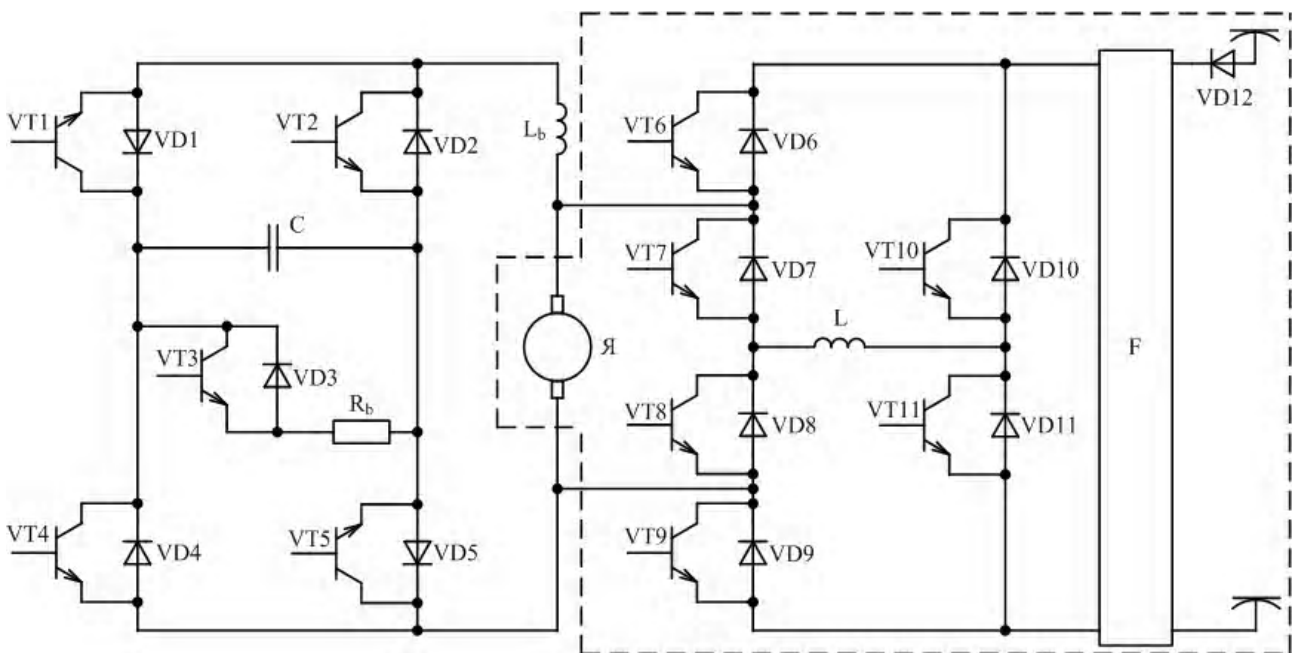 VT1
VD1
VT2
VD2
L_b
VT6
VD6
VD12
C
VT7
VD7
VT10
VD10
VT3
VD3
R_b
Я
L
F
VT8
VD8
VT11
VD11
VT4
VD4
VT5
VD5
VT9
VD9